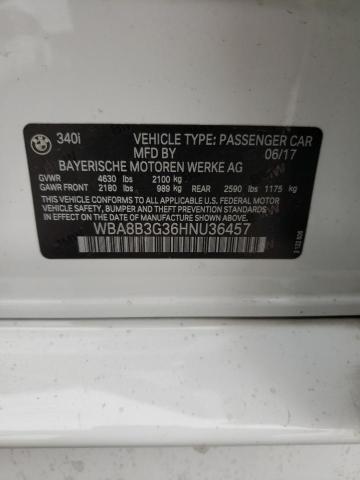 340i VEHICLE TYPE: PASSENGER CAR
MFD BY 06/17
BAYERISCHE MOTOREN WERKE AG
GVWR 4630 lbs 2100 kg
GAWR FRONT 2180 lbs 989 kg REAR 2590 lbs 1175 kg
THIS VEHICLE CONFORMS TO ALL APPLICABLE U.S. FEDERAL MOTOR
VEHICLE SAFETY, BUMPER, AND THEFT PREVENTION STANDARDS
IN EFFECT ON THE DATE OF MANUFACTURE SHOWN ABOVE.
WBA8B3G36HNU36457